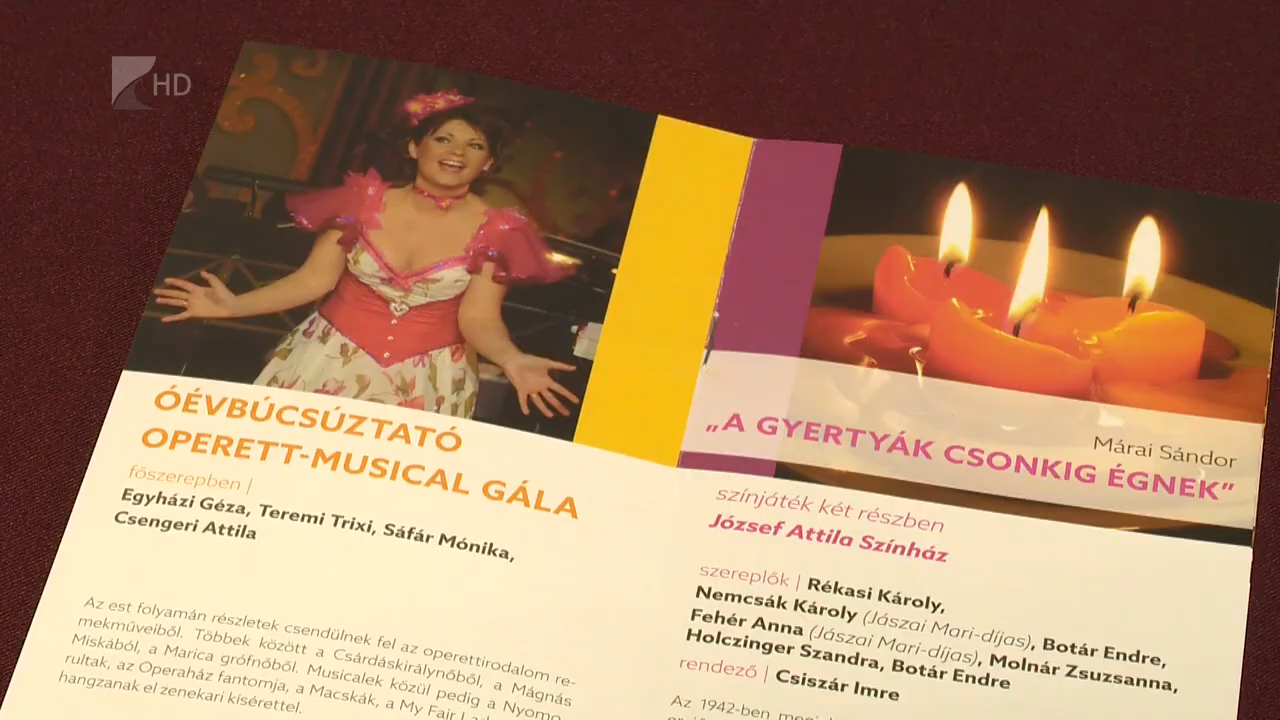 HD
ÓÉVBÚCSÚZTATÓ
OPERETT-MUSICAL GÁLA
főszerepben |
Egyházi Géza, Teremi Trixi, Sáfár Mónika,
Csengeri Attila
Az est folyamán részletek csendülnek fel az operettirodalom re-
mekműveiből. Többek között a Csárdáskirálynőből, a Mágnás
Miskából, a Marica grófnőből. Musicalek közül pedig a Nyomo-
rultak, az Operaház fantomja, a Macskák, a My Fair
hangzanak el zenekari kísérettel.
Márai Sándor
„A GYERTYÁK CSONKIG ÉGNEK”
színjáték két részben
József Attila Színház
szereplők | Rékasi Károly,
Nemcsák Károly (Jászai Mari-díjas), Botár Endre,
Fehér Anna (Jászai Mari-díjas), Molnár Zsuzsanna,
Holczinger Szandra, Botár Endre
rendező | Csiszár Imre
Az 1942-ben